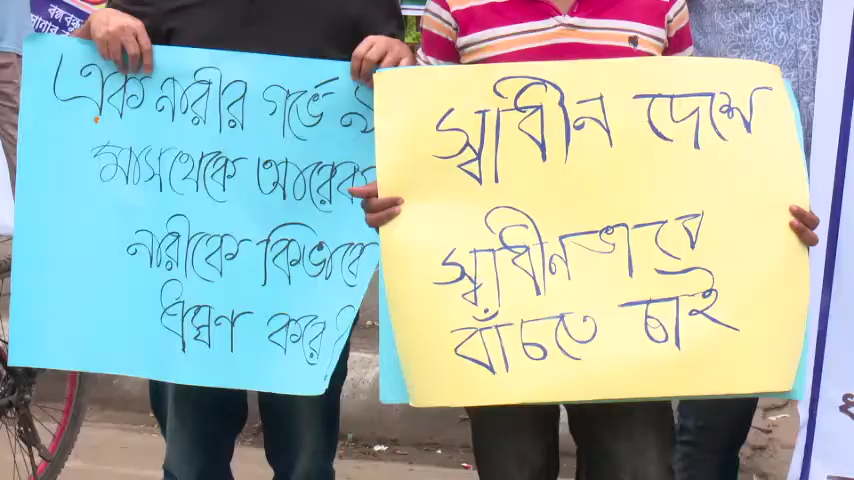 এক নারীর গর্ভে ৯
মাস থেকে আরেক
নারীকে কিভাবে
ধর্ষণ করে?
স্বাধীন দেশে
স্বাধীনভাবে
বাঁচতে চাই